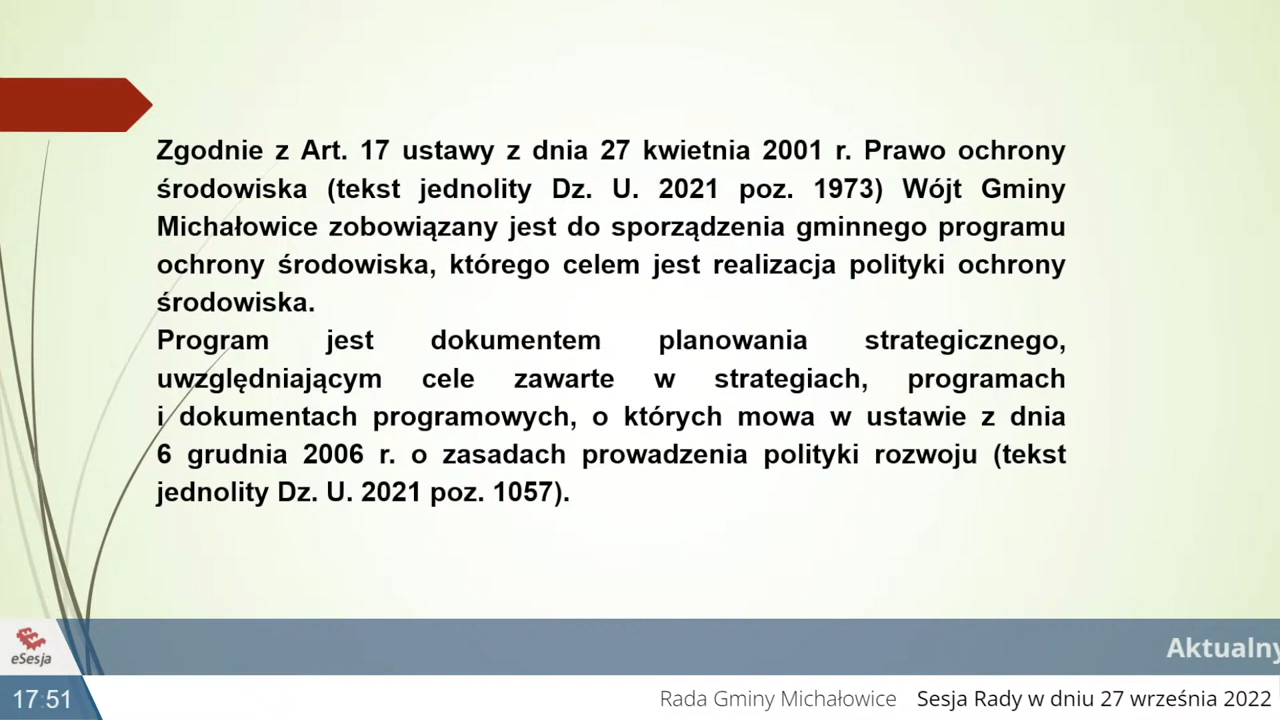 Zgodnie z Art. 17 ustawy z dnia 27 kwietnia 2001 r. Prawo ochrony
środowiska (tekst jednolity Dz. U. 2021 poz. 1973) Wójt Gminy
Michałowice zobowiązany jest do sporządzenia gminnego programu
ochrony środowiska, którego celem jest realizacja polityki ochrony
środowiska.
Program jest dokumentem planowania strategicznego,
uwzględniającym cele zawarte w strategiach, programach
i dokumentach programowych, o których mowa w ustawie z dnia
6 grudnia 2006 r. o zasadach prowadzenia polityki rozwoju (tekst
jednolity Dz. U. 2021 poz. 1057).
Aktualny
eSesja
17:51
Rada Gminy Michałowice Sesja Rady w dniu 27 września 2022